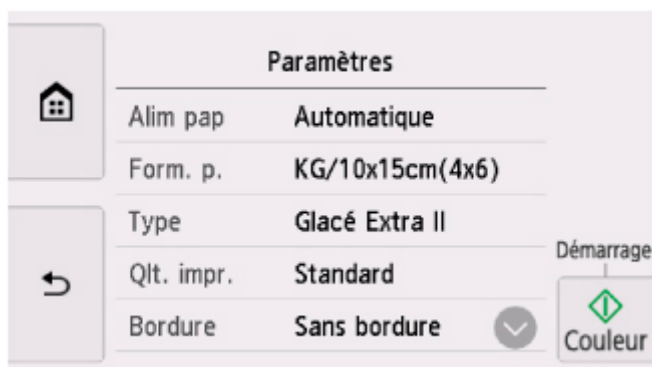 Paramètres
Alim pap Automatique
Form. p. KG/10x15cm(4x6)
Type Glacé Extra II
Qlt. impr. Standard
Bordure Sans bordure
Démarrage
Couleur